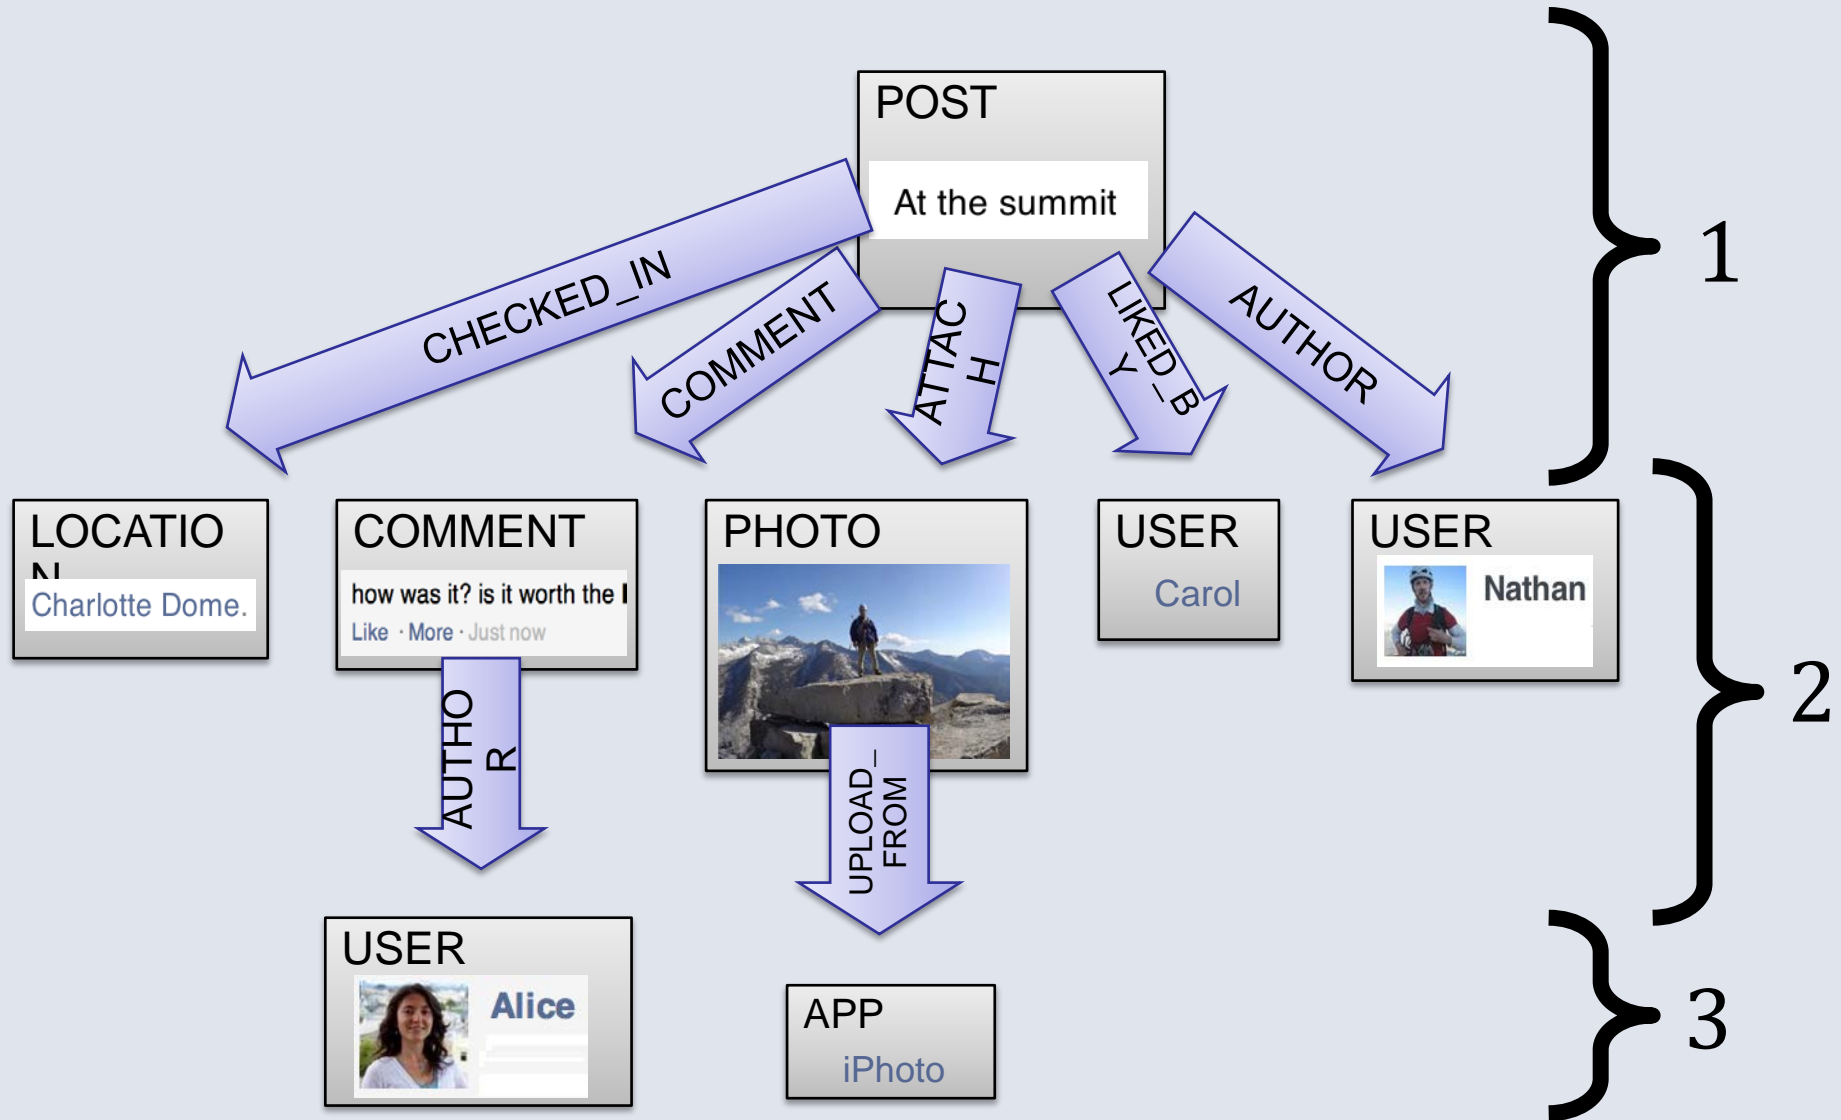 POST
At the summit
1
CHECKED_IN
COMMENT
ATTAC
H
LIKED_B
Y
AUTHOR
LOCATIO
N
Charlotte Dome.
COMMENT
how was it? is it worth the
Like · More · Just now
PHOTO
USER
Carol
USER
Nathan
2
AUTHO
R
UPLOAD_
FROM
USER
Alice
APP
iPhoto
3